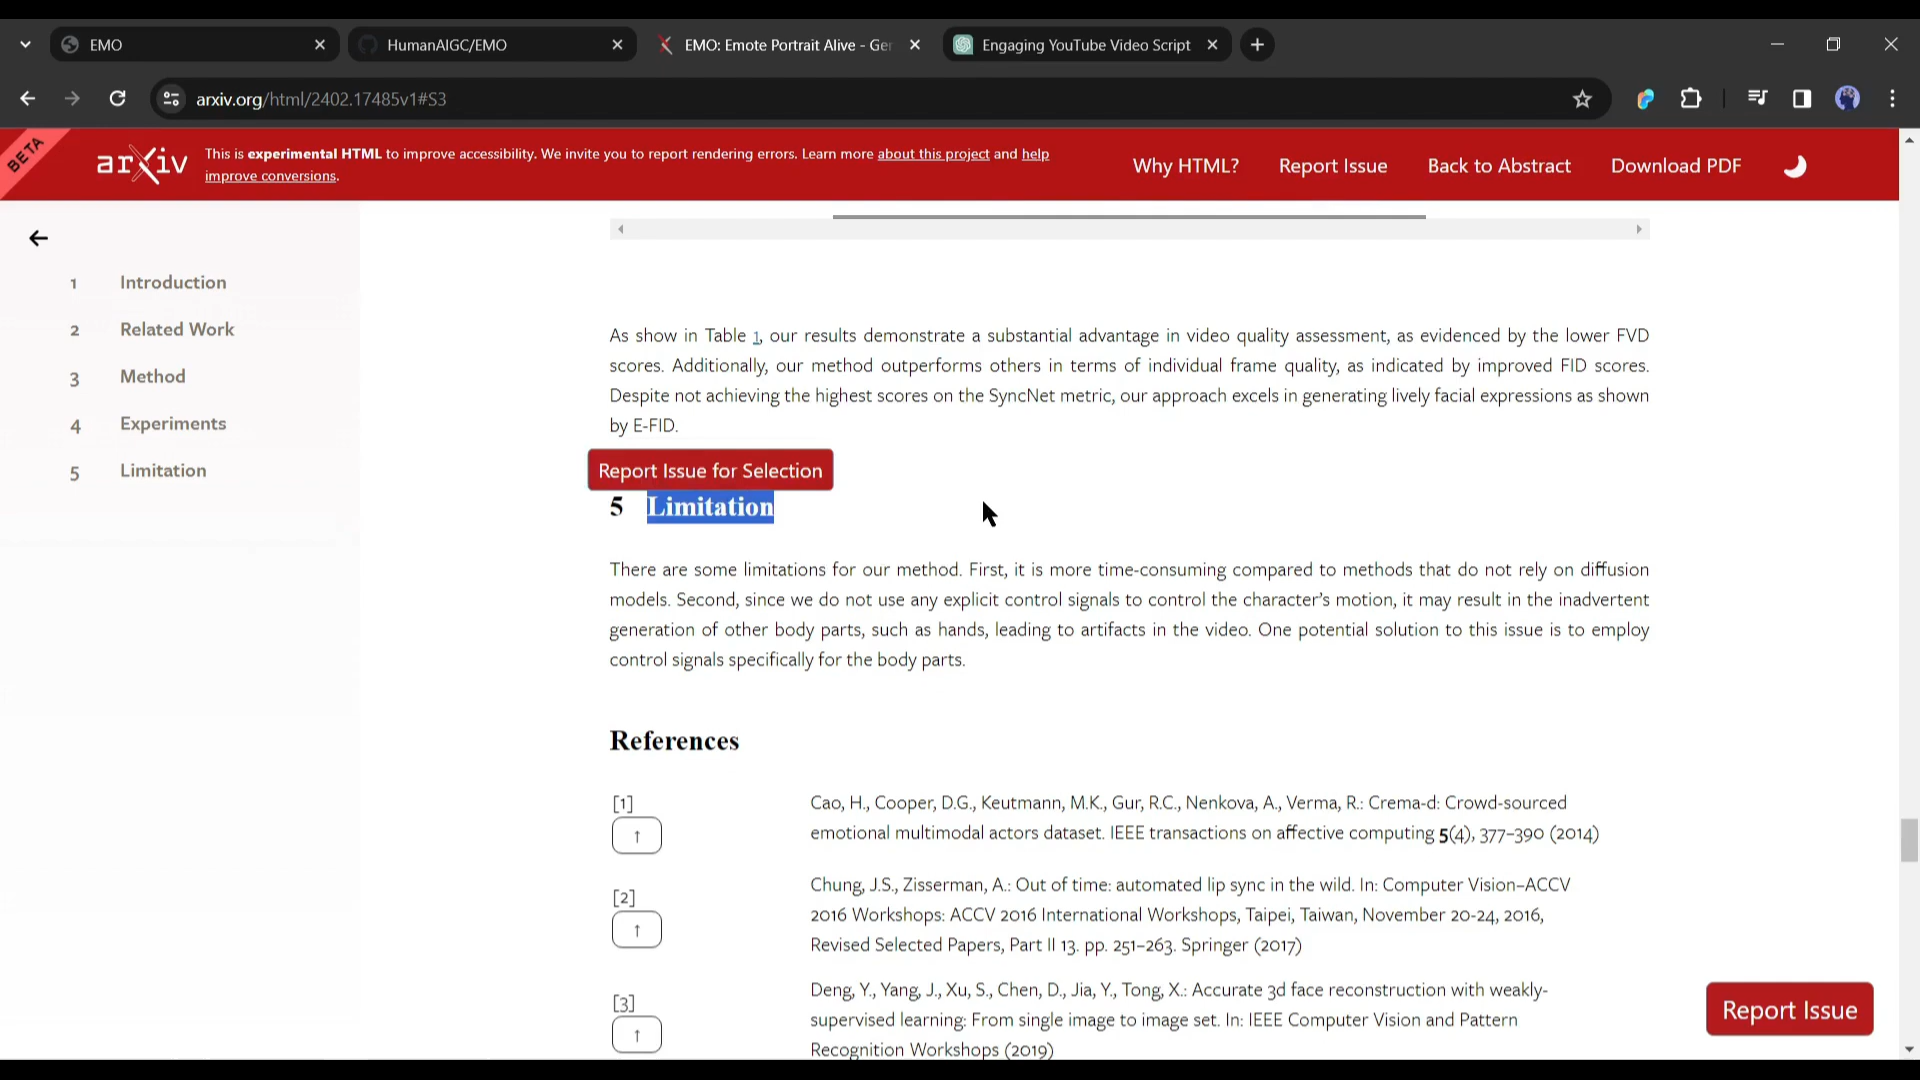 EMO
HumanAIGC/EMO
EMO: Emote Portrait Alive - Ger
Engaging YouTube Video Script
arxiv.org/html/2402.17485v1#S3
BETA
arXiv
This is experimental HTML to improve accessibility. We invite you to report rendering errors. Learn more about this project and help
improve conversions.
Why HTML?
Report Issue
Back to Abstract
Download PDF
1 Introduction
2 Related Work
3 Method
4 Experiments
5 Limitation
As show in Table 1, our results demonstrate a substantial advantage in video quality assessment, as evidenced by the lower FVD
scores. Additionally, our method outperforms others in terms of individual frame quality, as indicated by improved FID scores.
Despite not achieving the highest scores on the SyncNet metric, our approach excels in generating lively facial expressions as shown
by E-FID.
Report Issue for Selection
5 Limitation
There are some limitations for our method. First, it is more time-consuming compared to methods that do not rely on diffusion
models. Second, since we do not use any explicit control signals to control the character's motion, it may result in the inadvertent
generation of other body parts, such as hands, leading to artifacts in the video. One potential solution to this issue is to employ
control signals specifically for the body parts.
References
[1]
↑
Cao, H., Cooper, D.G., Keutmann, M.K., Gur, R.C., Nenkova, A., Verma, R.: Crema-d: Crowd-sourced
emotional multimodal actors dataset. IEEE transactions on affective computing 5(4), 377–390 (2014)
[2]
↑
Chung, J.S., Zisserman, A.: Out of time: automated lip sync in the wild. In: Computer Vision–ACCV
2016 Workshops: ACCV 2016 International Workshops, Taipei, Taiwan, November 20-24, 2016,
Revised Selected Papers, Part II 13. pp. 251–263. Springer (2017)
[3]
↑
Deng, Y., Yang, J., Xu, S., Chen, D., Jia, Y., Tong, X.: Accurate 3d face reconstruction with weakly-
supervised learning: From single image to image set. In: IEEE Computer Vision and Pattern
Recognition Workshops (2019)
Report Issue